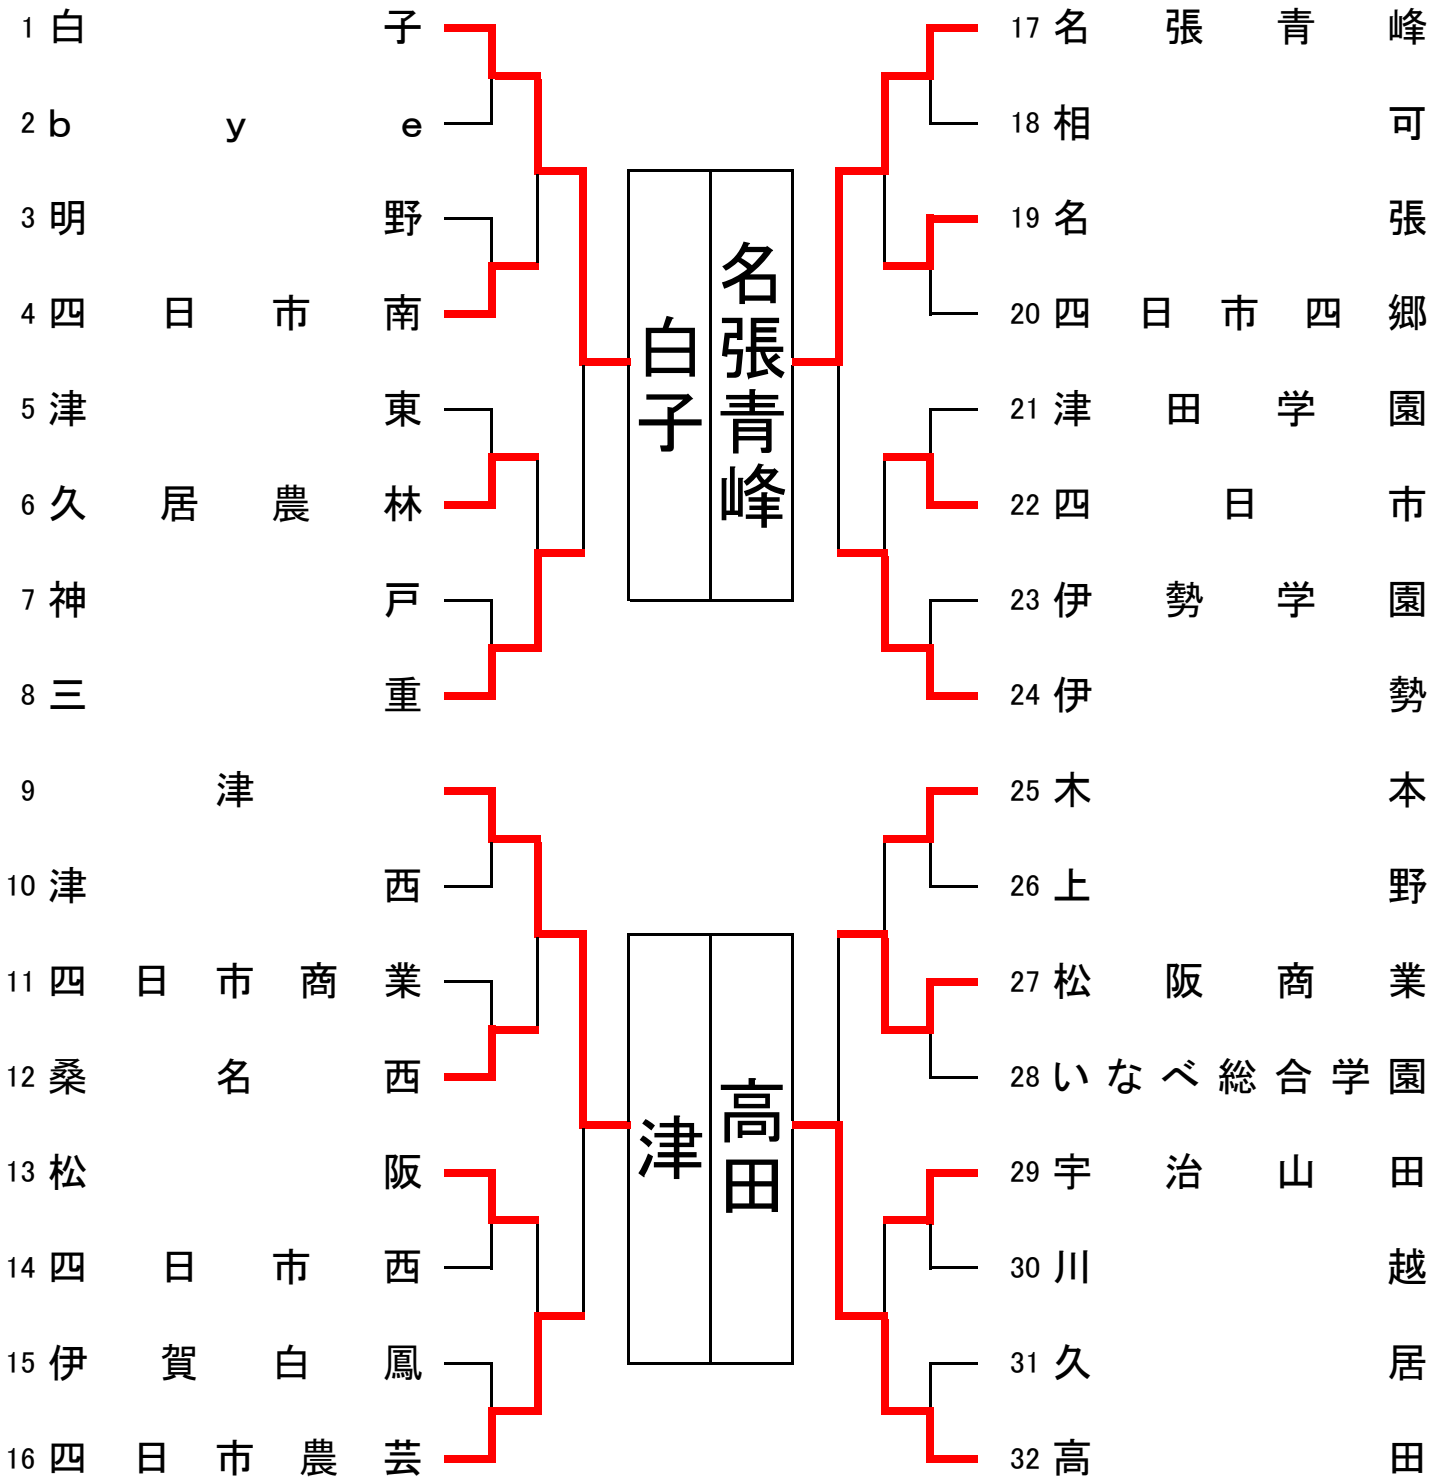 1 白子
2 bye
3 明野
4 四日市南
5 津東
6 久居農林
7 神戸
8 三重
9 津
10 津西
11 四日市商業
12 桑名西
13 松阪
14 四日市西
15 伊賀白鳳
16 四日市農芸
白子
名張青峰
津
高田
17 名張青峰
18 相可
19 名張
20 四日市四郷
21 津田学園
22 四日市
23 伊勢学園
24 伊勢
25 木本
26 上野
27 松阪商業
28 いなべ総合学園
29 宇治山田
30 川越
31 久居
32 高田